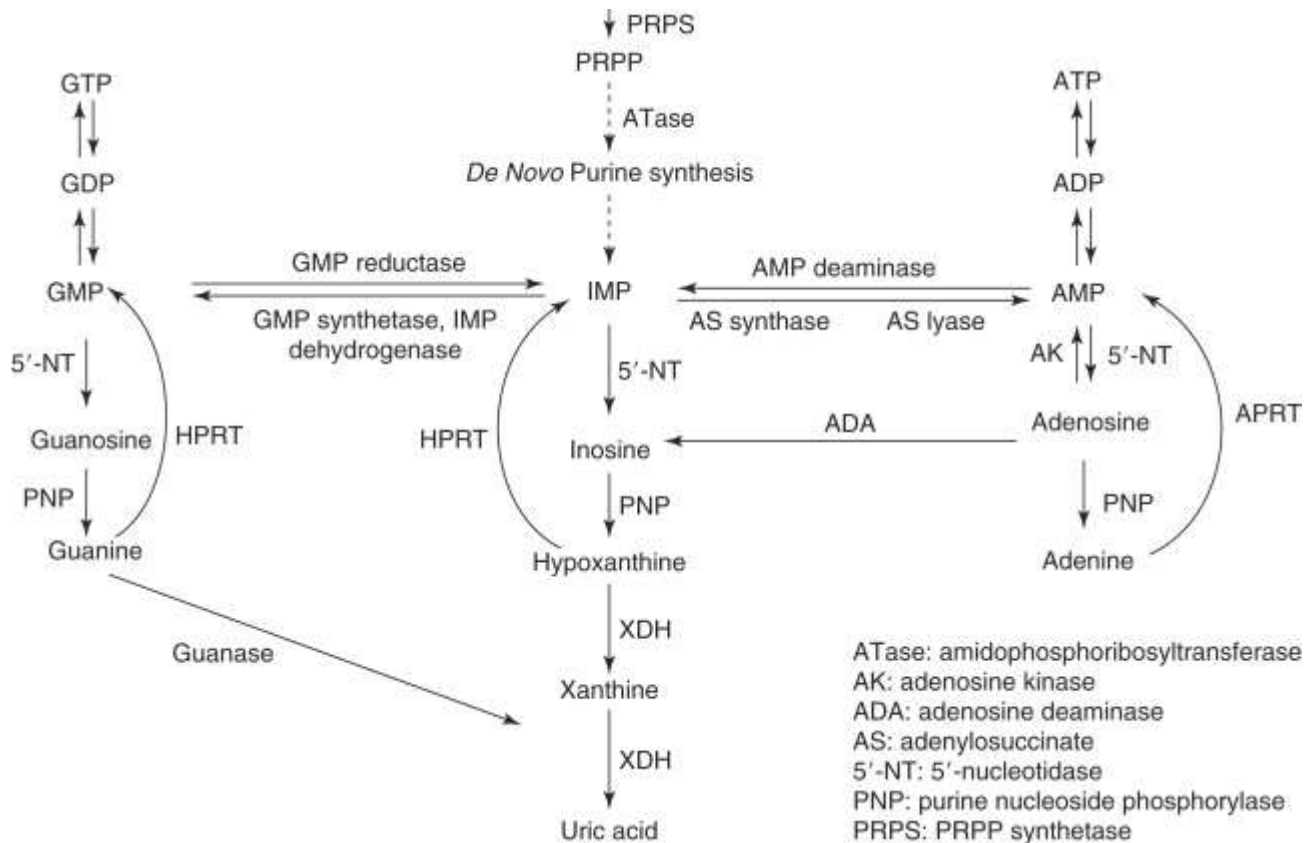 PRPS
PRPP
GTP
ATP
ATase
De Novo Purine synthesis
GDP
ADP
GMP reductase
AMP deaminase
GMP
IMP
AMP
GMP synthetase, IMP
dehydrogenase
AS synthase
AS lyase
5′-NT
5′-NT
AK
5′-NT
Guanosine
HPRT
HPRT
Inosine
ADA
Adenosine
APRT
PNP
PNP
PNP
Guanine
Hypoxanthine
Adenine
Guanase
XDH
Xanthine
XDH
Uric acid
ATase: amidophosphoribosyltransferase
AK: adenosine kinase
ADA: adenosine deaminase
AS: adenylosuccinate
5′-NT: 5′-nucleotidase
PNP: purine nucleoside phosphorylase
PRPS: PRPP synthetase